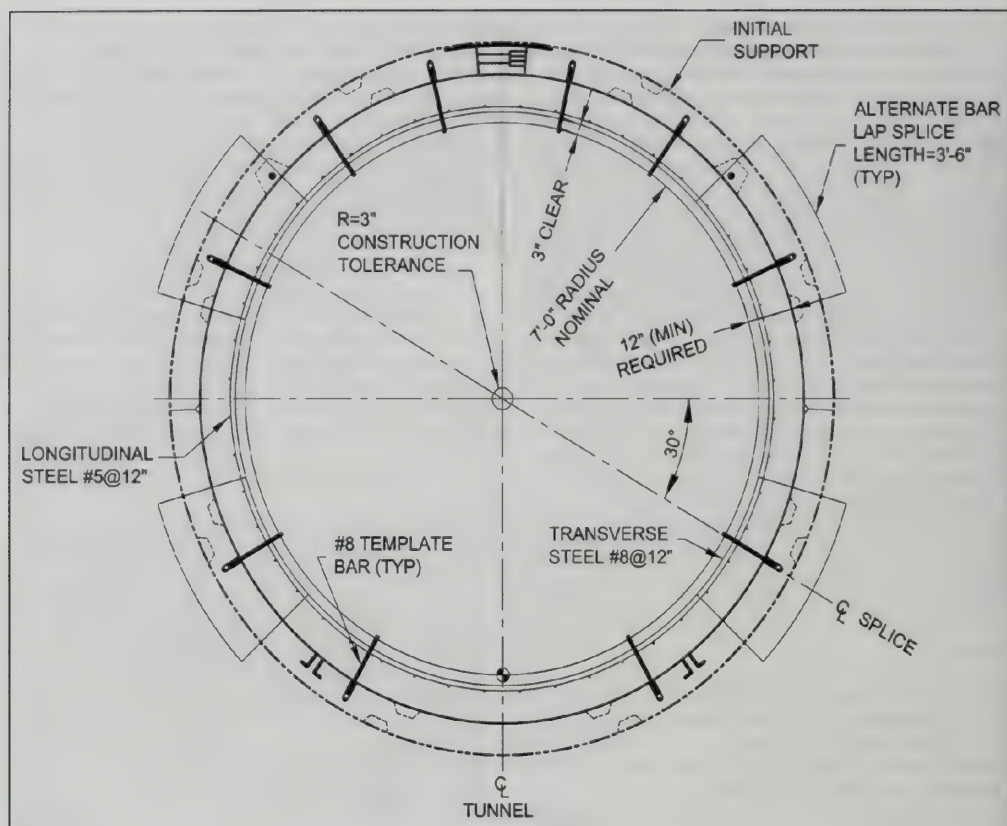 INITIAL
SUPPORT
ALTERNATE BAR
LAP SPLICE
LENGTH=3'-6"
(TYP)
R=3"
CONSTRUCTION
TOLERANCE
3" CLEAR
7'-0" RADIUS
NOMINAL
12" (MIN)
REQUIRED
30°
LONGITUDINAL
STEEL #5@12"
#8 TEMPLATE
BAR (TYP)
TRANSVERSE
STEEL #8@12"
℄ SPLICE
℄
TUNNEL